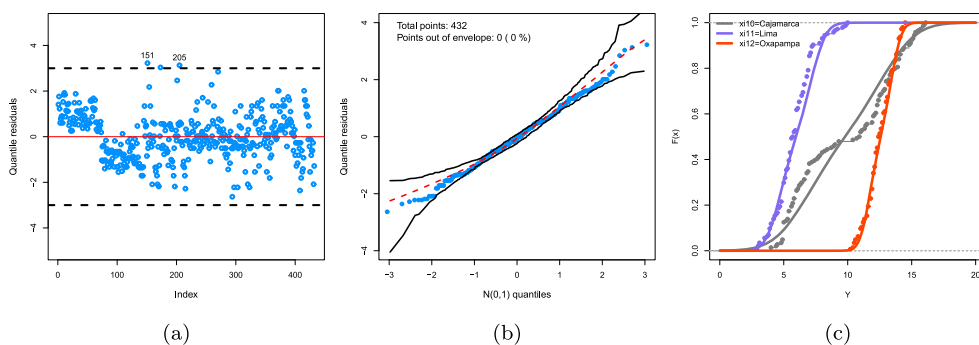 4
2
0
−2
−4
Quantile residuals
151
205
0
100
200
300
400
Index
(a)
4
2
0
−2
−4
Quantile residuals
Total points: 432
Points out of envelope: 0 ( 0 %)
−3
−2
−1
0
1
2
3
N(0,1) quantiles
(b)
1.0
0.8
0.6
0.4
0.2
0.0
F(x)
xi10=Cajamarca
xi11=Lima
xi12=Oxapampa
0
5
10
15
20
Y
(c)